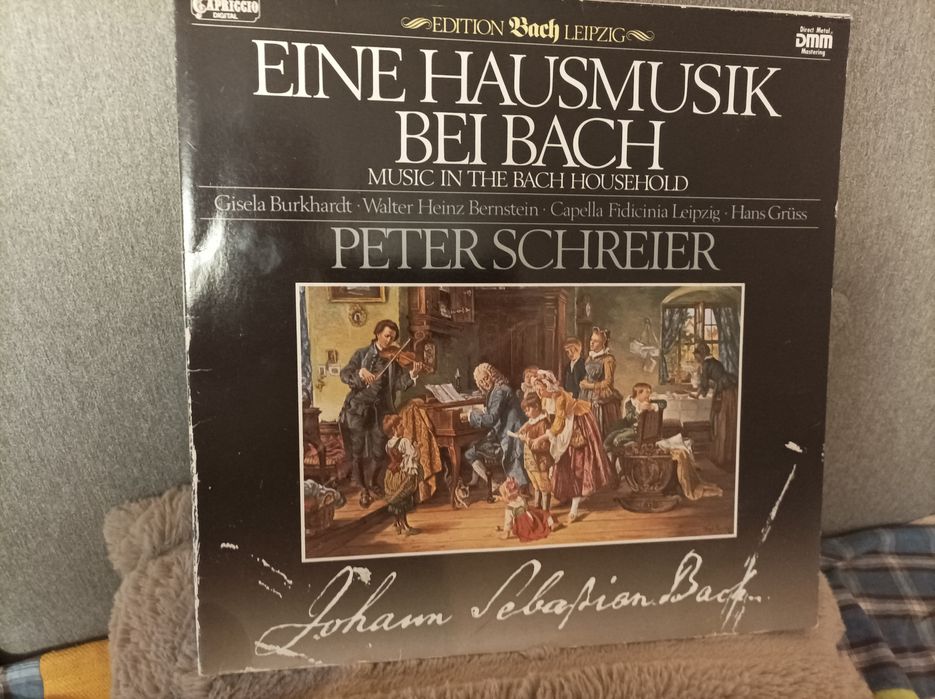 CAPRICCIO
DIGITAL
EDITION Bach LEIPZIG
Direct Metal
DMM
Mastering
EINE HAUSMUSIK
BEI BACH
MUSIC IN THE BACH HOUSEHOLD
Gisela Burkhardt · Walter Heinz Bernstein · Capella Fidicinia Leipzig · Hans Grüss
PETER SCHREIER
Johann Sebaſtian Bach